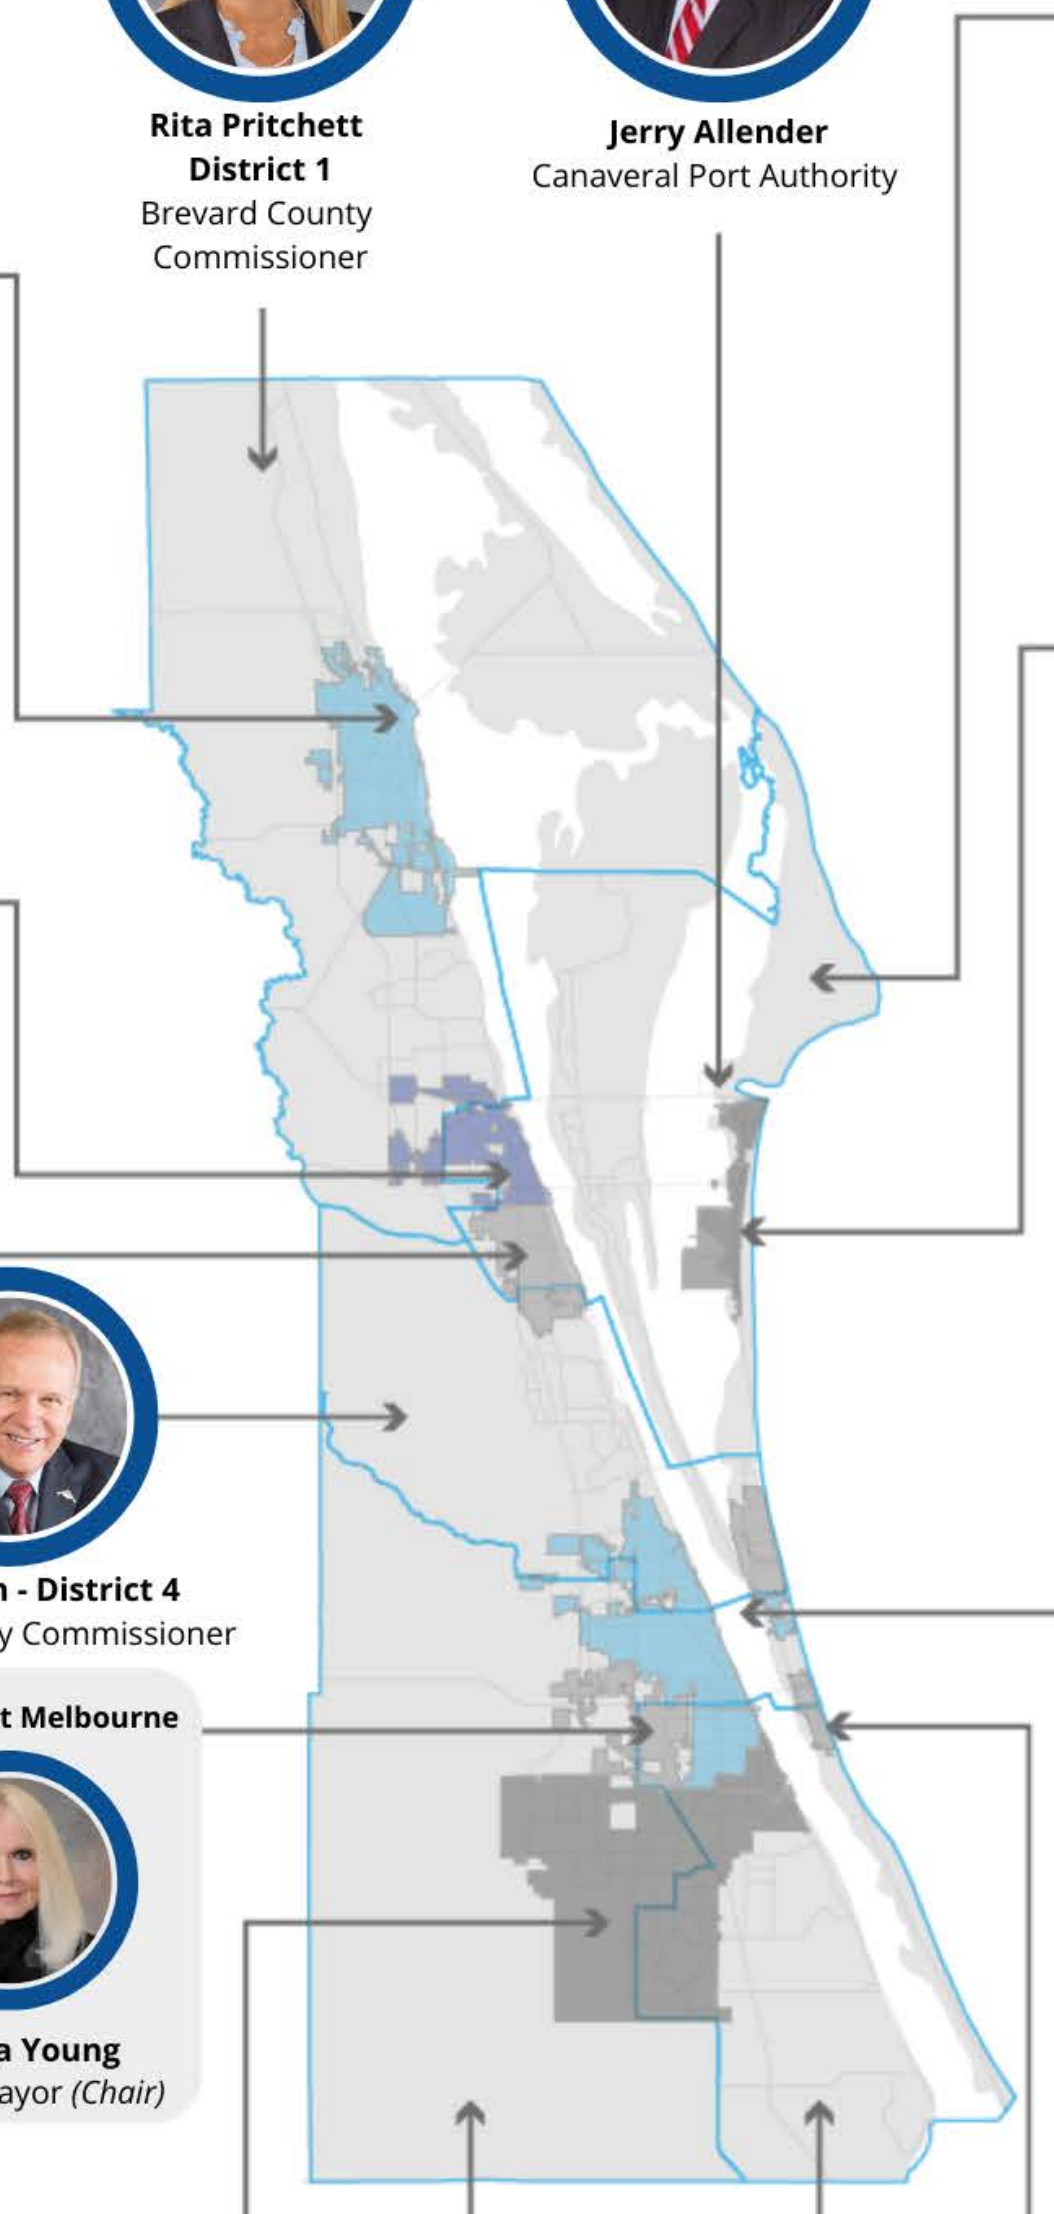 Rita Pritchett
District 1
Brevard County
Commissioner
Jerry Allender
Canaveral Port Authority
- District 4
Commissioner
Melbourne
Young
(Chair)